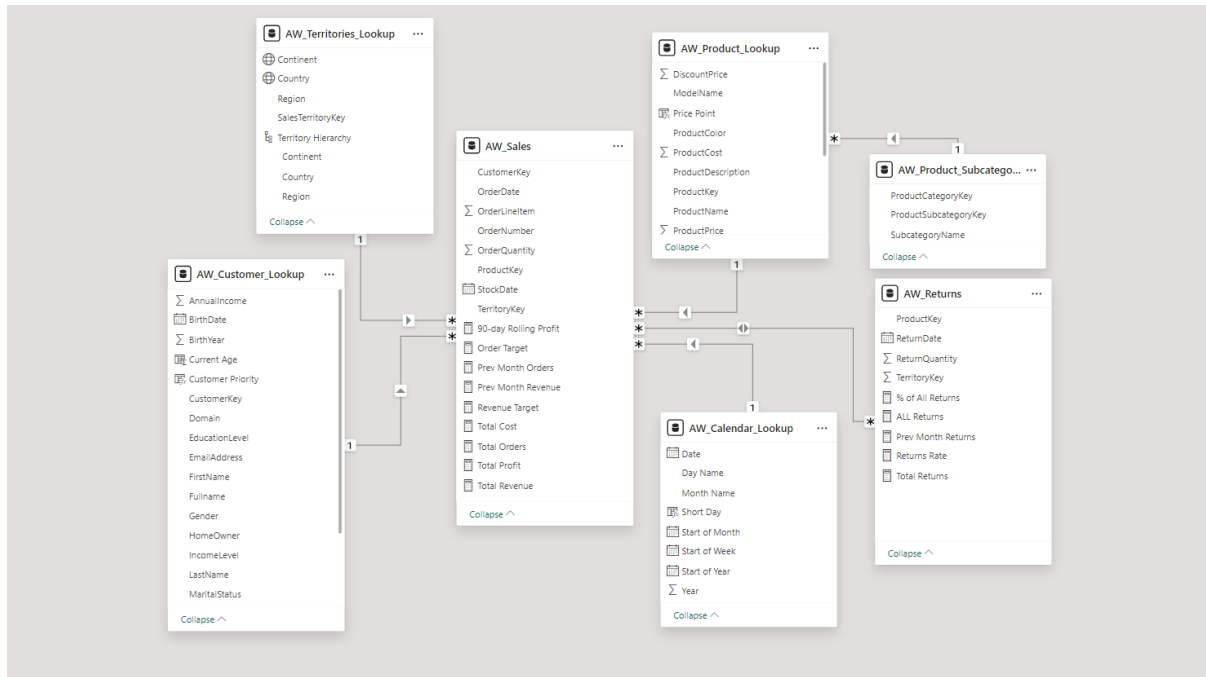 AW_Territories_Lookup ...
Continent
Country
Region
SalesTerritoryKey
Territory Hierarchy
Continent
Country
Region
Collapse
1
AW_Customer_Lookup ...
AnnualIncome
BirthDate
BirthYear
Current Age
Customer Priority
CustomerKey
Domain
EducationLevel
EmailAddress
FirstName
Fullname
Gender
HomeOwner
IncomeLevel
LastName
MaritalStatus
Collapse
1
AW_Sales ...
CustomerKey
OrderDate
OrderLineItem
OrderNumber
OrderQuantity
ProductKey
StockDate
TerritoryKey
90-day Rolling Profit
Order Target
Prev Month Orders
Prev Month Revenue
Revenue Target
Total Cost
Total Orders
Total Profit
Total Revenue
Collapse
*
*
*
*
*
AW_Product_Lookup ...
DiscountPrice
ModelName
Price Point
ProductColor
ProductCost
ProductDescription
ProductKey
ProductName
ProductPrice
Collapse
1
*
1
AW_Product_Subcatego... ...
ProductCategoryKey
ProductSubcategoryKey
SubcategoryName
Collapse
AW_Calendar_Lookup ...
Date
Day Name
Month Name
Short Day
Start of Month
Start of Week
Start of Year
Year
Collapse
1
*
AW_Returns ...
ProductKey
ReturnDate
ReturnQuantity
TerritoryKey
% of All Returns
ALL Returns
Prev Month Returns
Returns Rate
Total Returns
Collapse